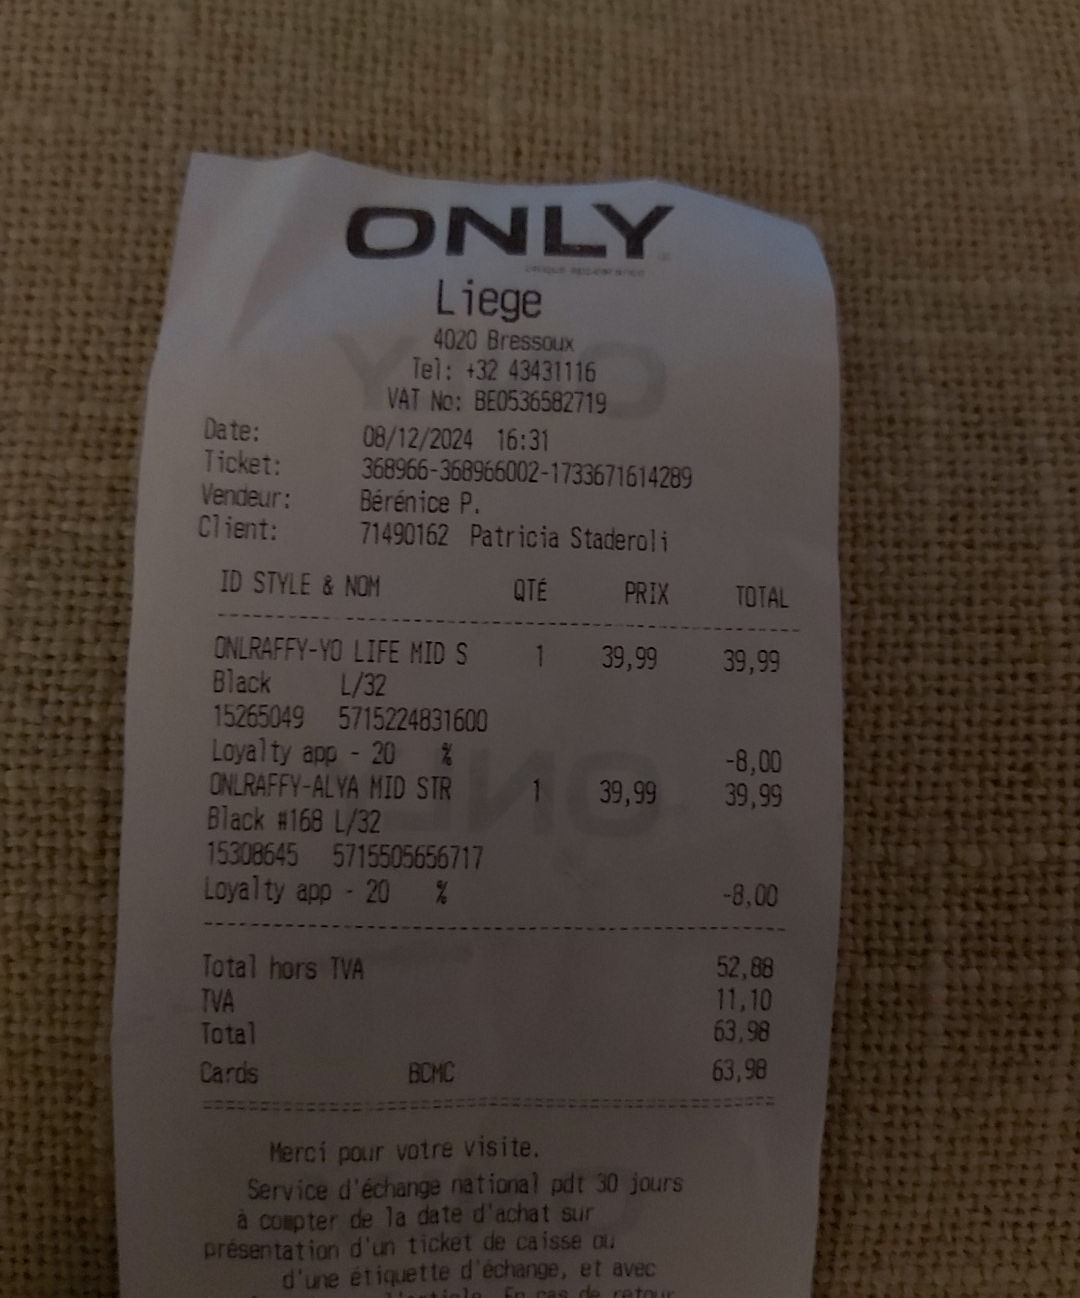 ONLY
Liege
4020 Bressoux
Tel: +32 43431116
VAT No: BE0536582719
Date: 08/12/2024 16:31
Ticket: 368966-368966002-1733671614289
Vendeur: Bérénice P.
Client: 71490162 Patricia Staderoli
ID STYLE & NOM QTÉ PRIX TOTAL
ONLRAFFY-YO LIFE MID S 1 39,99 39,99
Black L/32
15265049 5715224831600
Loyalty app - 20 % -8,00
ONLRAFFY-ALYA MID STR 1 39,99 39,99
Black #168 L/32
15308645 5715505656717
Loyalty app - 20 % -8,00
Total hors TVA 52,88
TVA 11,10
Total 63,98
Cards BCMC 63,98
Merci pour votre visite.
Service d'échange national pdt 30 jours
à compter de la date d'achat sur
présentation d'un ticket de caisse ou
d'une étiquette d'échange, et avec
l'article. En cas de retour